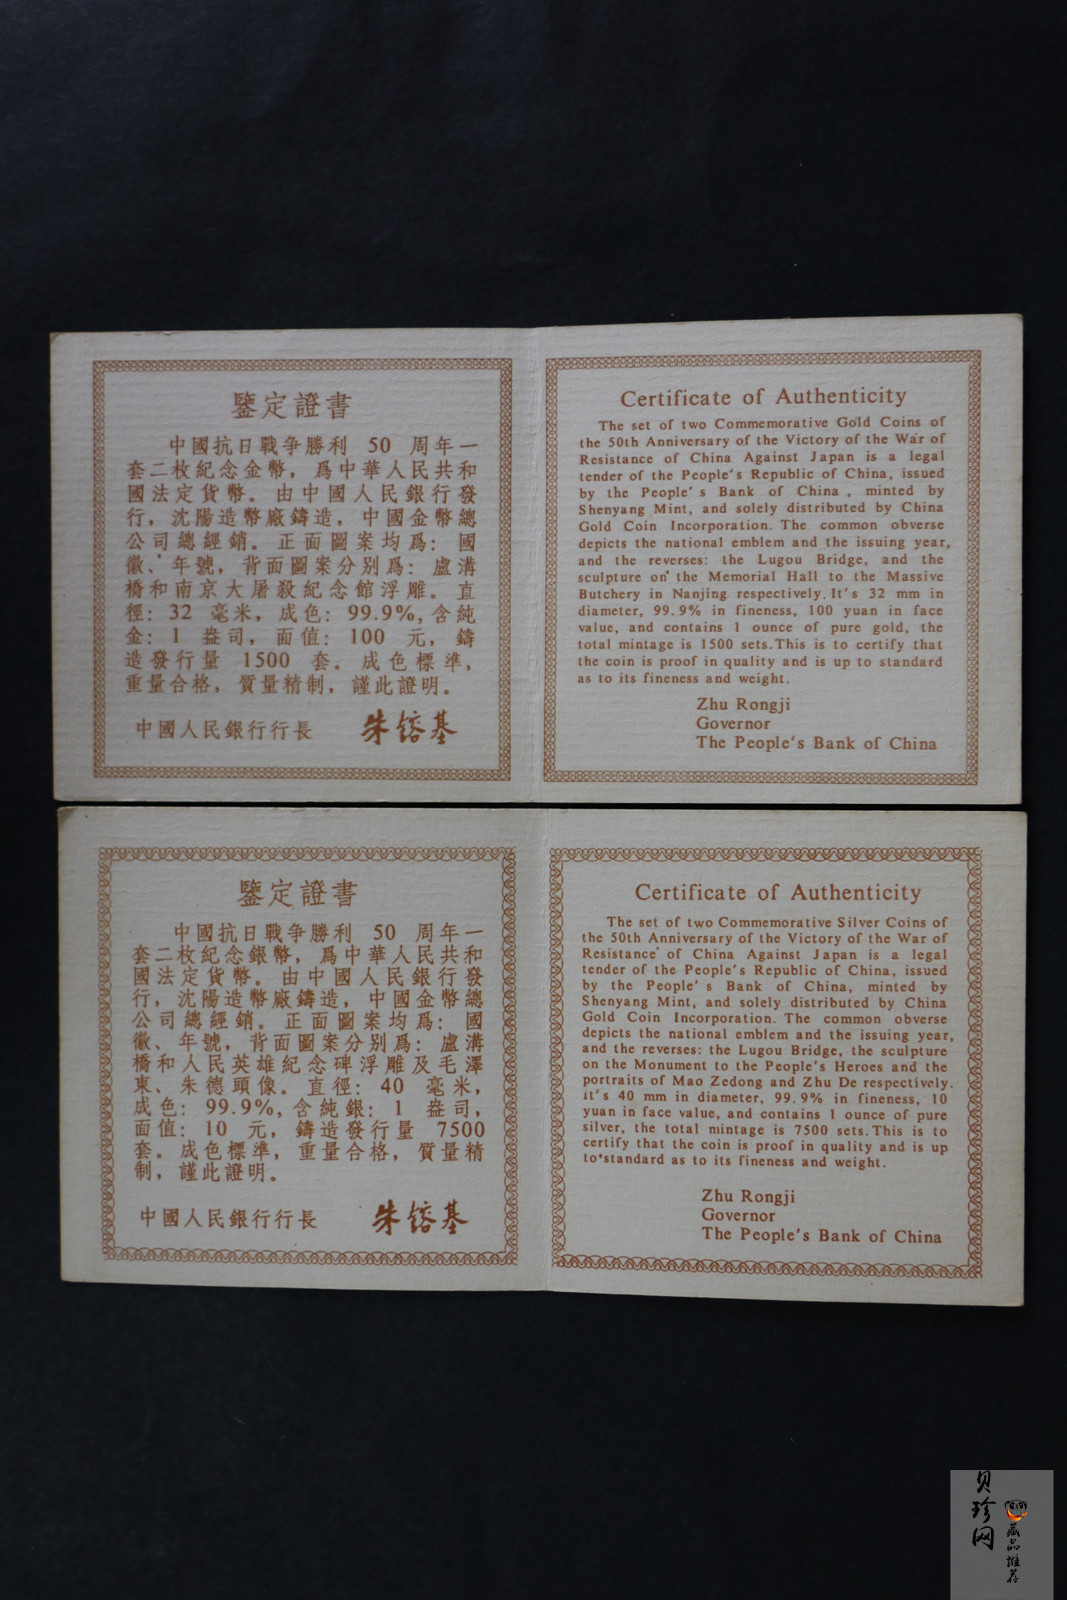 鑒定證書
中國抗日戰争勝利 50 周年一
套二枚紀念金幣, 爲中華人民共和
國法定貨幣。由中國人民銀行發
行, 沈陽造幣廠鑄造, 中國金幣總
公司總經銷。正面圖案均爲: 國
徽、年號, 背面圖案分别爲: 盧溝
橋和南京大屠殺紀念館浮雕。直
徑: 32 毫米, 成色: 99.9%, 含純
金: 1 盎司, 面值: 100 元, 鑄
造發行量 1500 套。成色標準,
重量合格, 質量精制, 謹此證明。
中國人民銀行行長 朱镕基
Certificate of Authenticity
The set of two Commemorative Gold Coins of
the 50th Anniversary of the Victory of the War of
Resistance of China Against Japan is a legal
tender of the People's Republic of China, issued
by the People's Bank of China , minted by
Shenyang Mint, and solely distributed by China
Gold Coin Incorporation. The common obverse
depicts the national emblem and the issuing year,
and the reverses: the Lugou Bridge, and the
sculpture on the Memorial Hall to the Massive
Butchery in Nanjing respectively. It's 32 mm in
diameter, 99.9% in fineness, 100 yuan in face
value, and contains 1 ounce of pure gold, the
total mintage is 1500 sets. This is to certify that
the coin is proof in quality and is up to standard
as to its fineness and weight.
Zhu Rongji
Governor
The People's Bank of China
鑒定證書
中國抗日戰争勝利 50 周年一
套二枚紀念銀幣, 爲中華人民共和
國法定貨幣。由中國人民銀行發
行, 沈陽造幣廠鑄造, 中國金幣總
公司總經銷。正面圖案均爲: 國
徽、年號, 背面圖案分别爲: 盧溝
橋和人民英雄紀念碑浮雕及毛澤
東、朱德頭像。直徑: 40 毫米,
成色: 99.9%, 含純銀: 1 盎司,
面值: 10 元, 鑄造發行量 7500
套。成色標準, 重量合格, 質量精
制, 謹此證明。
中國人民銀行行長 朱镕基
Certificate of Authenticity
The set of two Commemorative Silver Coins of
the 50th Anniversary of the Victory of the War of
Resistance of China Against Japan is a legal
tender of the People's Republic of China, issued
by the People's Bank of China, minted by
Shenyang Mint, and solely distributed by China
Gold Coin Incorporation. The common obverse
depicts the national emblem and the issuing year,
and the reverses: the Lugou Bridge, the sculpture
on the Monument to the People's Heroes and the
portraits of Mao Zedong and Zhu De respectively.
it's 40 mm in diameter, 99.9% in fineness, 10
yuan in face value, and contains 1 ounce of pure
silver, the total mintage is 7500 sets. This is to
certify that the coin is proof in quality and is up
to standard as to its fineness and weight.
Zhu Rongji
Governor
The People's Bank of China
贝珍网
藏品推荐